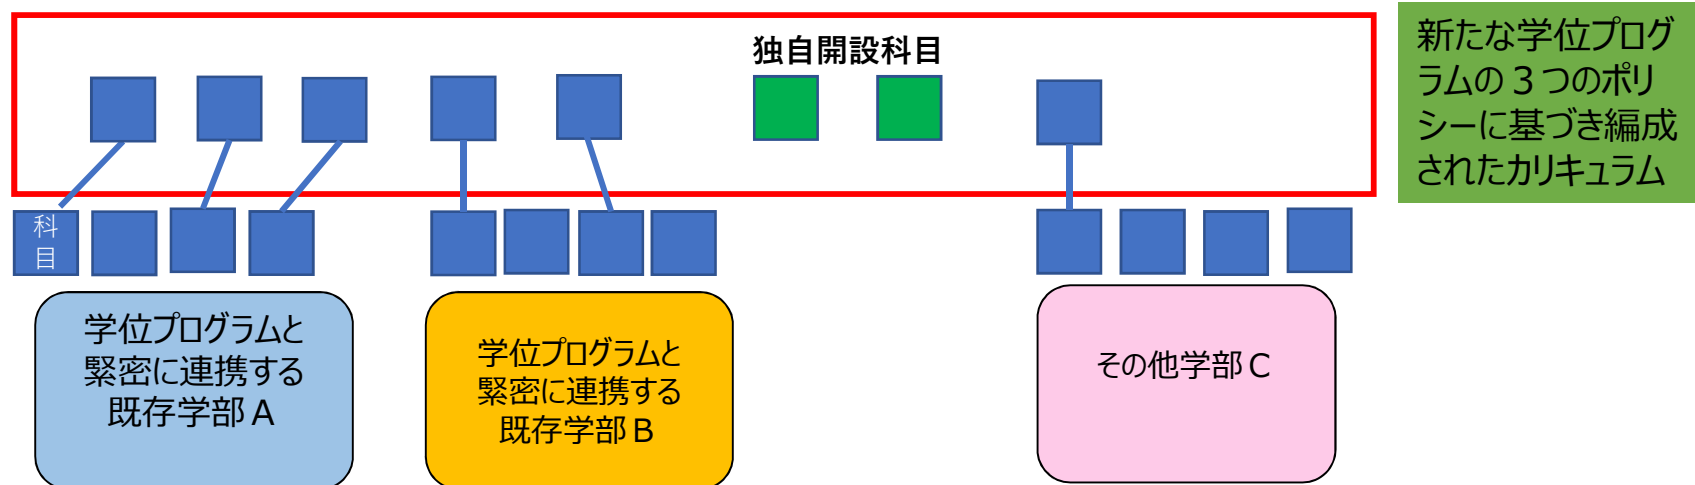 独自開設科目
新たな学位プログ
ラムの３つのポリ
シーに基づき編成
されたカリキュラム
科
目
学位プログラムと
緊密に連携する
既存学部Ａ
学位プログラムと
緊密に連携する
既存学部Ｂ
その他学部Ｃ